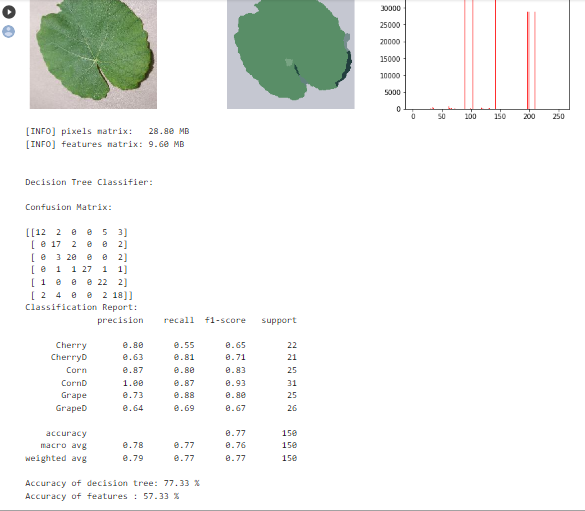 30000
25000
20000
15000
10000
5000
0
0 50 100 150 200 250
[INFO] pixels matrix: 28.80 MB
[INFO] features matrix: 9.60 MB
Decision Tree Classifier:
Confusion Matrix:
[[12 2 0 0 5 3]
[ 0 17 2 0 0 2]
[ 0 3 20 0 0 2]
[ 0 1 1 27 1 1]
[ 1 0 0 0 22 2]
[ 2 4 0 0 2 18]]
Classification Report:
precision recall f1-score support
Cherry 0.80 0.55 0.65 22
CherryD 0.63 0.81 0.71 21
Corn 0.87 0.80 0.83 25
CornD 1.00 0.87 0.93 31
Grape 0.73 0.88 0.80 25
GrapeD 0.64 0.69 0.67 26
accuracy 0.77 150
macro avg 0.78 0.77 0.76 150
weighted avg 0.79 0.77 0.77 150
Accuracy of decision tree: 77.33 %
Accuracy of features : 57.33 %